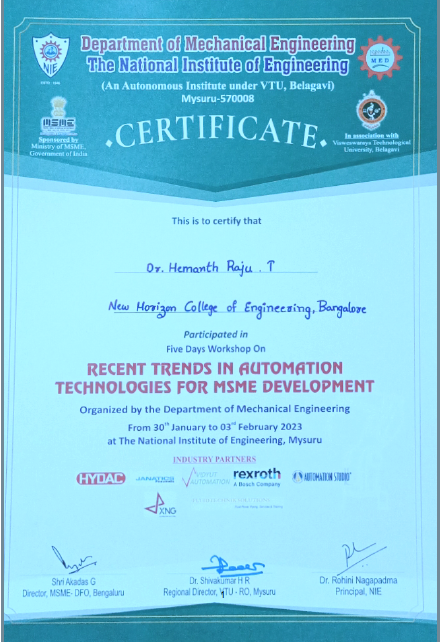 Department of Mechanical Engineering
The National Institute of Engineering
(An Autonomous Institute under VTU, Belagavi)
Mysuru-570008
NIE
MED
MSME
Sponsored by
Ministry of MSME,
Government of India
CERTIFICATE
In association with
Visvesvaraya Technological
University, Belagavi
This is to certify that
Dr. Hemanth Raju . T
New Horizon College of Engineering, Bangalore
Participated in
Five Days Workshop On
RECENT TRENDS IN AUTOMATION
TECHNOLOGIES FOR MSME DEVELOPMENT
Organized by the Department of Mechanical Engineering
From 30th January to 03rd February 2023
at The National Institute of Engineering, Mysuru
INDUSTRY PARTNERS
HYDAC
JANATICS
AUTOMATION
rexroth
A Bosch Company
AUTOMATION STUDIO
XNG
Shri Akadas G
Director, MSME- DFO, Bengaluru
Dr. Shivakumar H R
Regional Director, VTU - RO, Mysuru
Dr. Rohini Nagapadma
Principal, NIE